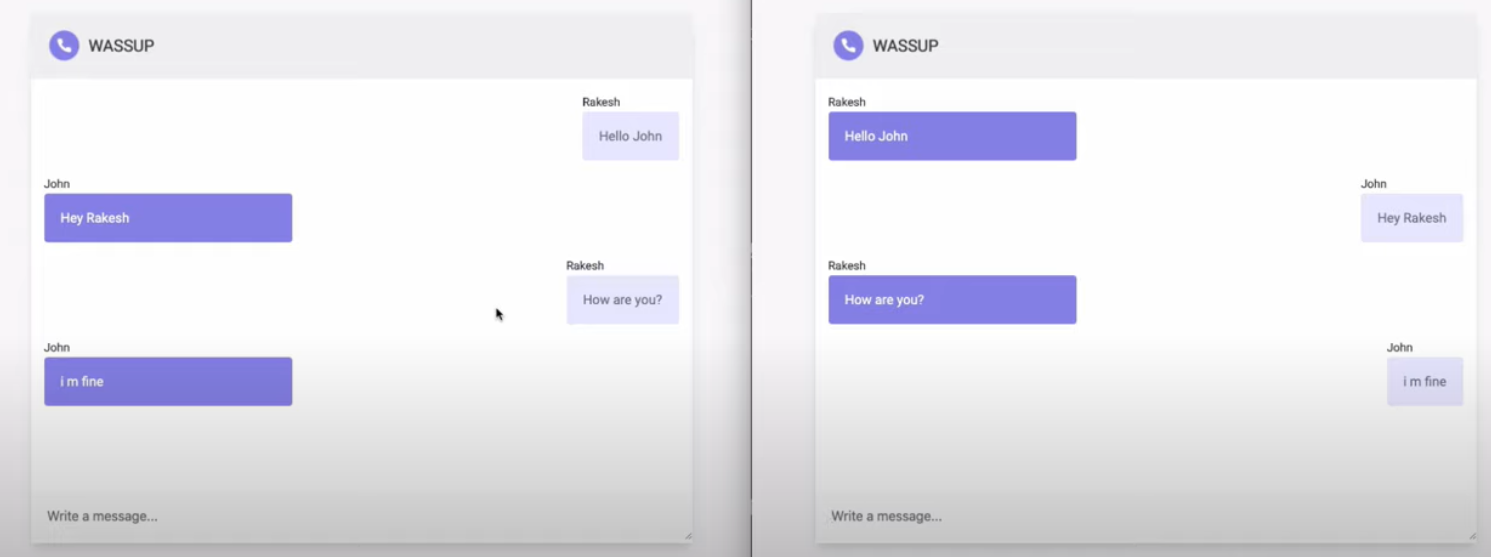 WASSUP
Rakesh
Hello John
John
Hey Rakesh
Rakesh
How are you?
John
i m fine
Write a message...
WASSUP
Rakesh
Hello John
John
Hey Rakesh
Rakesh
How are you?
John
i m fine
Write a message...